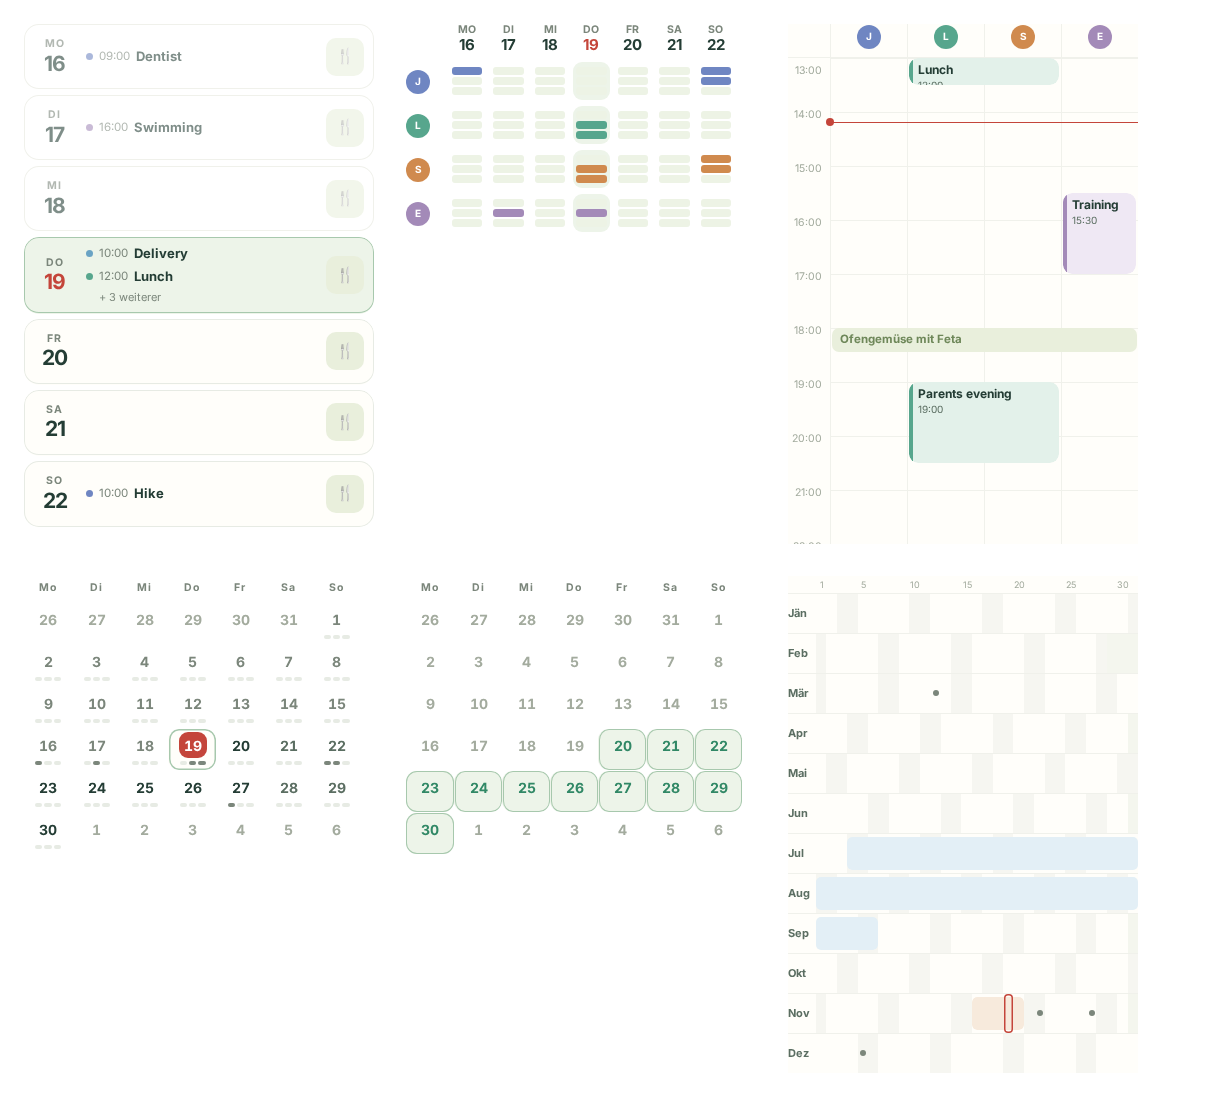 MO
16
09:00 Dentist
DI
17
16:00 Swimming
MI
18
DO
19
10:00 Delivery
12:00 Lunch
+ 3 weiterer
FR
20
SA
21
SO
22
10:00 Hike
MO DI MI DO FR SA SO
16 17 18 19 20 21 22
J
L
S
E
J L S E
13:00
Lunch
14:00
15:00
Training
15:30
16:00
17:00
18:00
Ofengemüse mit Feta
19:00
Parents evening
19:00
20:00
21:00
Mo Di Mi Do Fr Sa So
26 27 28 29 30 31 1
2 3 4 5 6 7 8
9 10 11 12 13 14 15
16 17 18 19 20 21 22
23 24 25 26 27 28 29
30 1 2 3 4 5 6
Mo Di Mi Do Fr Sa So
26 27 28 29 30 31 1
2 3 4 5 6 7 8
9 10 11 12 13 14 15
16 17 18 19 20 21 22
23 24 25 26 27 28 29
30 1 2 3 4 5 6
1 5 10 15 20 25 30
Jän
Feb
Mär
Apr
Mai
Jun
Jul
Aug
Sep
Okt
Nov
Dez